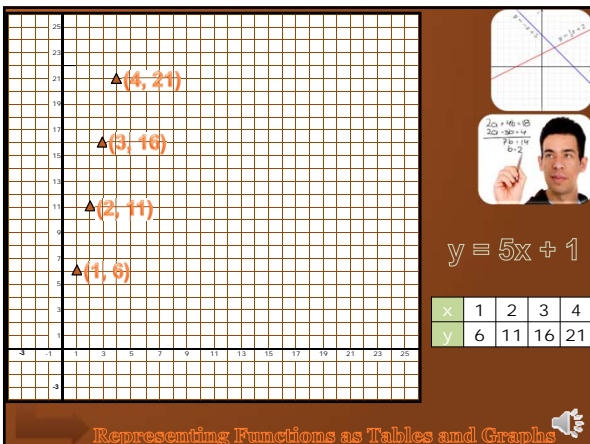 25
23
21
19
17
15
13
11
9
7
5
3
1
-3 -1 1 3 5 7 9 11 13 15 17 19 21 23 25
-3
(4, 21)
(3, 16)
(2, 11)
(1, 6)
2a + 4b = 18
2a - 3b = 4
7b = 14
b = 2
y = 5x + 1
x 1 2 3 4
y 6 11 16 21
Representing Functions as Tables and Graphs